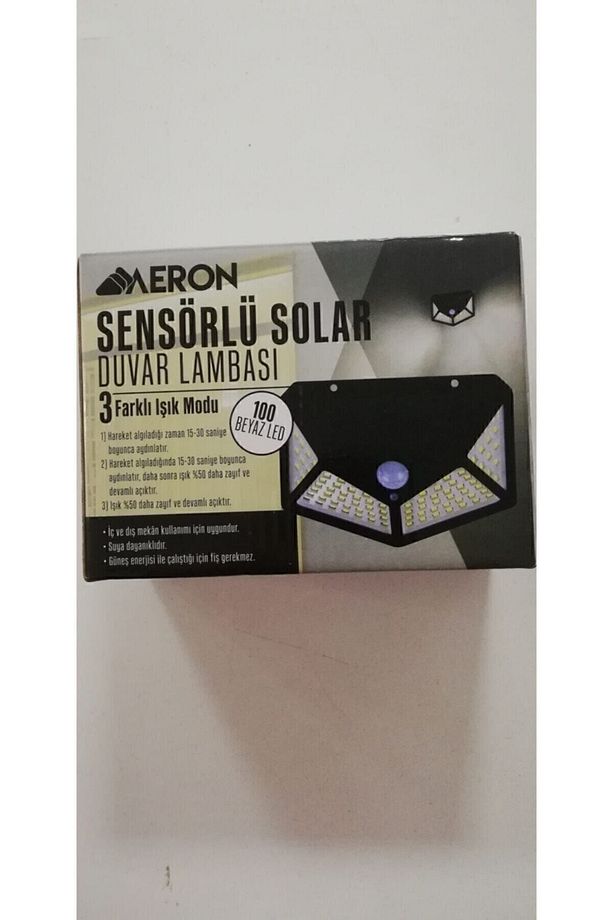 AERON
SENSÖRLÜ SOLAR
DUVAR LAMBASI
3 Farklı Işık Modu
100
BEYAZ LED
1) Hareket algıladığı zaman 15-30 saniye
boyunca aydınlatır.
2) Hareket algıladığında 15-30 saniye boyunca
aydınlatır, daha sonra ışık %50 daha zayıf ve
devamlı açıktır.
3) Işık %50 daha zayıf ve devamlı açıktır.
• İç ve dış mekân kullanımı için uygundur.
• Suya dayanıklıdır.
• Güneş enerjisi ile çalıştığı için fiş gerekmez.